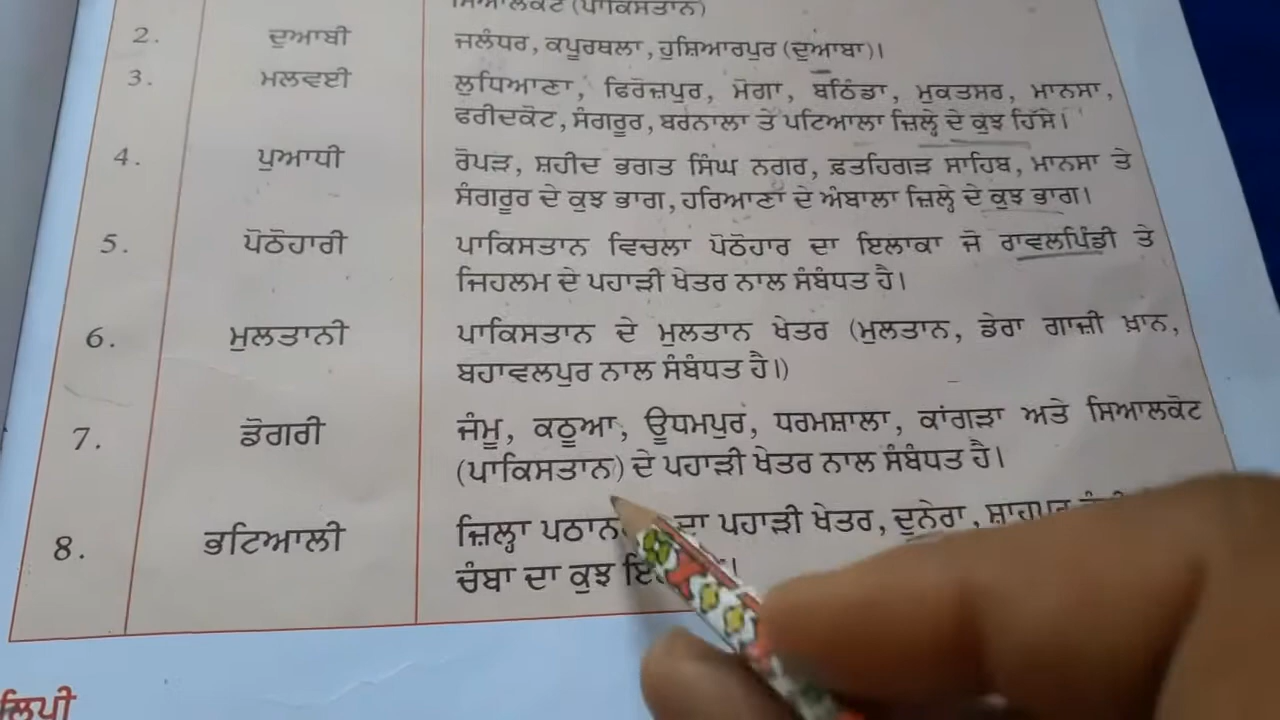 ਸਿਆਲਕੋਟ (ਪਾਕਿਸਤਾਨ)
2. ਦੁਆਬੀ ਜਲੰਧਰ, ਕਪੂਰਥਲਾ, ਹੁਸ਼ਿਆਰਪੁਰ (ਦੁਆਬਾ)।
3. ਮਲਵਈ ਲੁਧਿਆਣਾ, ਫਿਰੋਜ਼ਪੁਰ, ਮੋਗਾ, ਬਠਿੰਡਾ, ਮੁਕਤਸਰ, ਮਾਨਸਾ,
ਫਰੀਦਕੋਟ, ਸੰਗਰੂਰ, ਬਰਨਾਲਾ ਤੇ ਪਟਿਆਲਾ ਜ਼ਿਲ੍ਹੇ ਦੇ ਕੁਝ ਹਿੱਸੇ।
4. ਪੁਆਧੀ ਰੋਪੜ, ਸ਼ਹੀਦ ਭਗਤ ਸਿੰਘ ਨਗਰ, ਫ਼ਤਹਿਗੜ ਸਾਹਿਬ, ਮਾਨਸਾ ਤੇ
ਸੰਗਰੂਰ ਦੇ ਕੁਝ ਭਾਗ, ਹਰਿਆਣਾ ਦੇ ਅੰਬਾਲਾ ਜ਼ਿਲ੍ਹੇ ਦੇ ਕੁਝ ਭਾਗ।
5. ਪੋਠੋਹਾਰੀ ਪਾਕਿਸਤਾਨ ਵਿਚਲਾ ਪੋਠੋਹਾਰ ਦਾ ਇਲਾਕਾ ਜੋ ਰਾਵਲਪਿੰਡੀ ਤੇ
ਜਿਹਲਮ ਦੇ ਪਹਾੜੀ ਖੇਤਰ ਨਾਲ ਸੰਬੰਧਤ ਹੈ।
6. ਮੁਲਤਾਨੀ ਪਾਕਿਸਤਾਨ ਦੇ ਮੁਲਤਾਨ ਖੇਤਰ (ਮੁਲਤਾਨ, ਡੇਰਾ ਗਾਜ਼ੀ ਖ਼ਾਨ,
ਬਹਾਵਲਪੁਰ ਨਾਲ ਸੰਬੰਧਤ ਹੈ।)
7. ਡੋਗਰੀ ਜੰਮੂ, ਕਠੂਆ, ਊਧਮਪੁਰ, ਧਰਮਸ਼ਾਲਾ, ਕਾਂਗੜਾ ਅਤੇ ਸਿਆਲਕੋਟ
(ਪਾਕਿਸਤਾਨ) ਦੇ ਪਹਾੜੀ ਖੇਤਰ ਨਾਲ ਸੰਬੰਧਤ ਹੈ।
8. ਭਟਿਆਲੀ ਜ਼ਿਲ੍ਹਾ ਦਾ ਪਹਾੜੀ ਖੇਤਰ, ਦੁਨੇਰਾ, ਸ਼ਾਹਪੁਰ
ਚੰਬਾ ਦਾ ਕੁਝ
ਲਿਪੀ